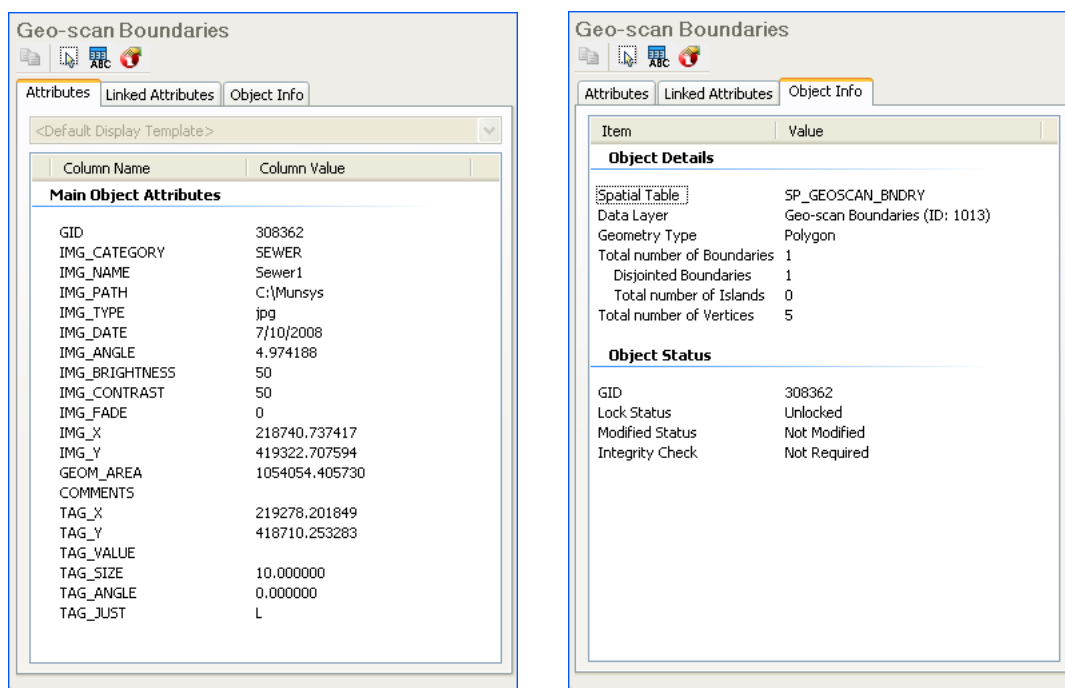 Geo-scan Boundaries
ABC
Attributes Linked Attributes Object Info
<Default Display Template>
Column Name Column Value
Main Object Attributes
GID 308362
IMG_CATEGORY SEWER
IMG_NAME Sewer1
IMG_PATH C:\Munsys
IMG_TYPE jpg
IMG_DATE 7/10/2008
IMG_ANGLE 4.974188
IMG_BRIGHTNESS 50
IMG_CONTRAST 50
IMG_FADE 0
IMG_X 218740.737417
IMG_Y 419322.707594
GEOM_AREA 1054054.405730
COMMENTS
TAG_X 219278.201849
TAG_Y 418710.253283
TAG_VALUE
TAG_SIZE 10.000000
TAG_ANGLE 0.000000
TAG_JUST L
Geo-scan Boundaries
ABC
Attributes Linked Attributes Object Info
Item Value
Object Details
Spatial Table SP_GEOSCAN_BNDRY
Data Layer Geo-scan Boundaries (ID: 1013)
Geometry Type Polygon
Total number of Boundaries 1
Disjointed Boundaries 1
Total number of Islands 0
Total number of Vertices 5
Object Status
GID 308362
Lock Status Unlocked
Modified Status Not Modified
Integrity Check Not Required